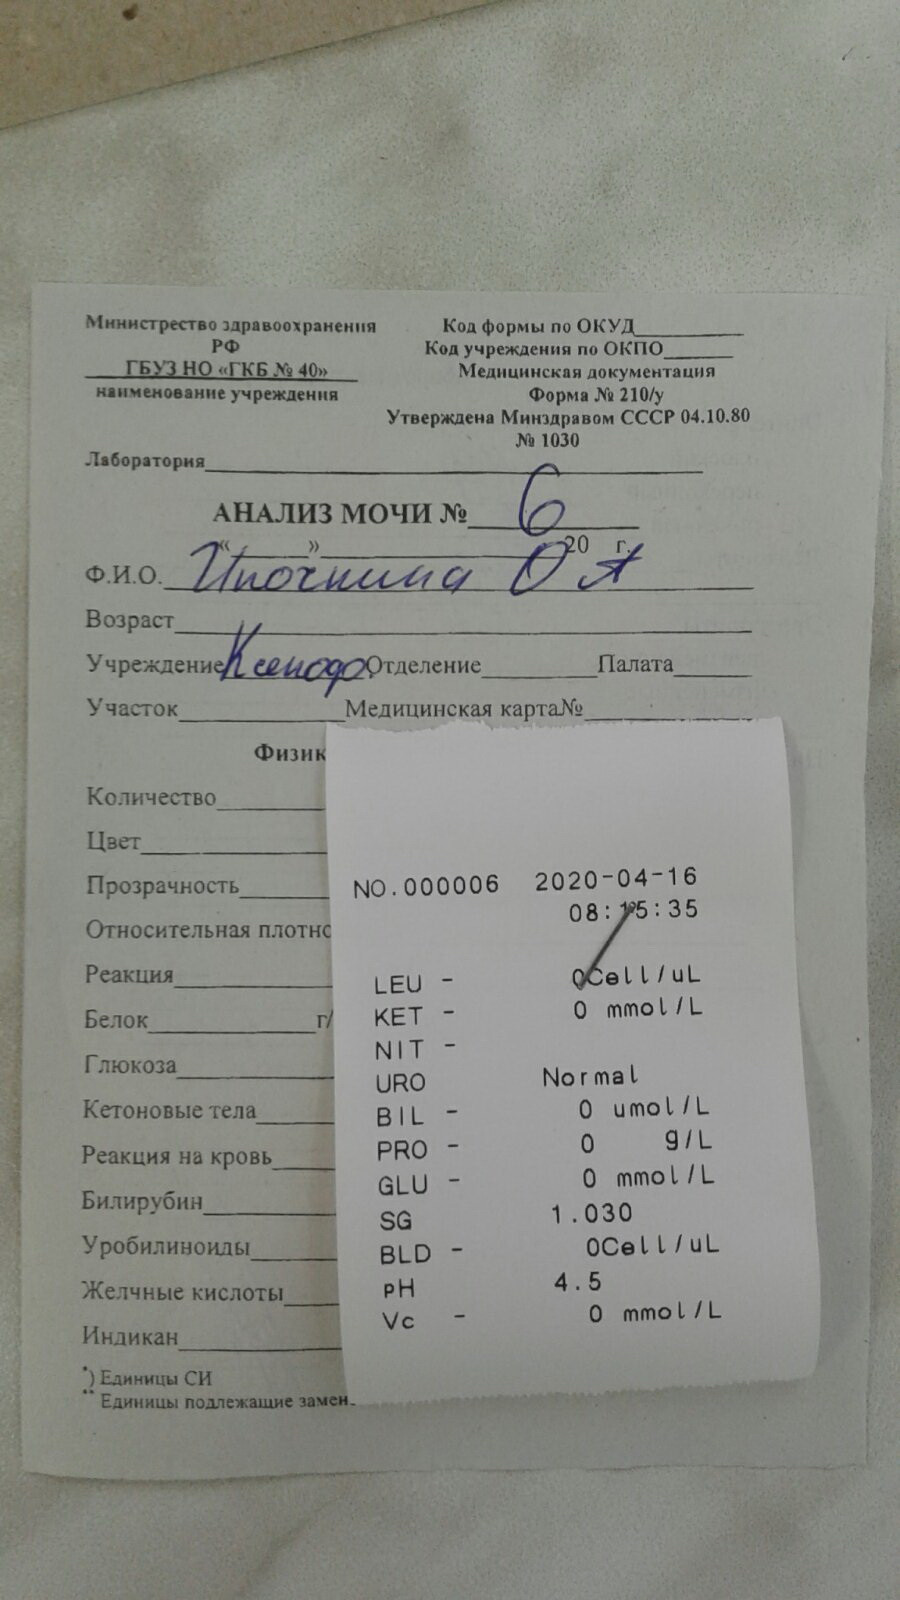 Министрество здравоохранения
РФ
ГБУЗ НО «ГКБ № 40»
наименование учреждения
Код формы по ОКУД
Код учреждения по ОКПО
Медицинская документация
Форма № 210/у
Утверждена Минздравом СССР 04.10.80
№ 1030
Лаборатория
АНАЛИЗ МОЧИ № 6
« » 20 г.
Ф.И.О. О А
Возраст
Учреждение Ксенофо. Отделение Палата
Участок Медицинская карта№
Физик
Количество
Цвет
Прозрачность
Относительная плотнс
Реакция
Белок г/
Глюкоза
Кетоновые тела
Реакция на кровь
Билирубин
Уробилиноиды
Желчные кислоты
Индикан
*) Единицы СИ
** Единицы подлежащие замен
NO.000006 2020-04-16
08:15:35
LEU - 0Cell/uL
KET - 0 mmol/L
NIT -
URO Normal
BIL - 0 umol/L
PRO - 0 g/L
GLU - 0 mmol/L
SG 1.030
BLD - 0Cell/uL
pH 4.5
Vc - 0 mmol/L